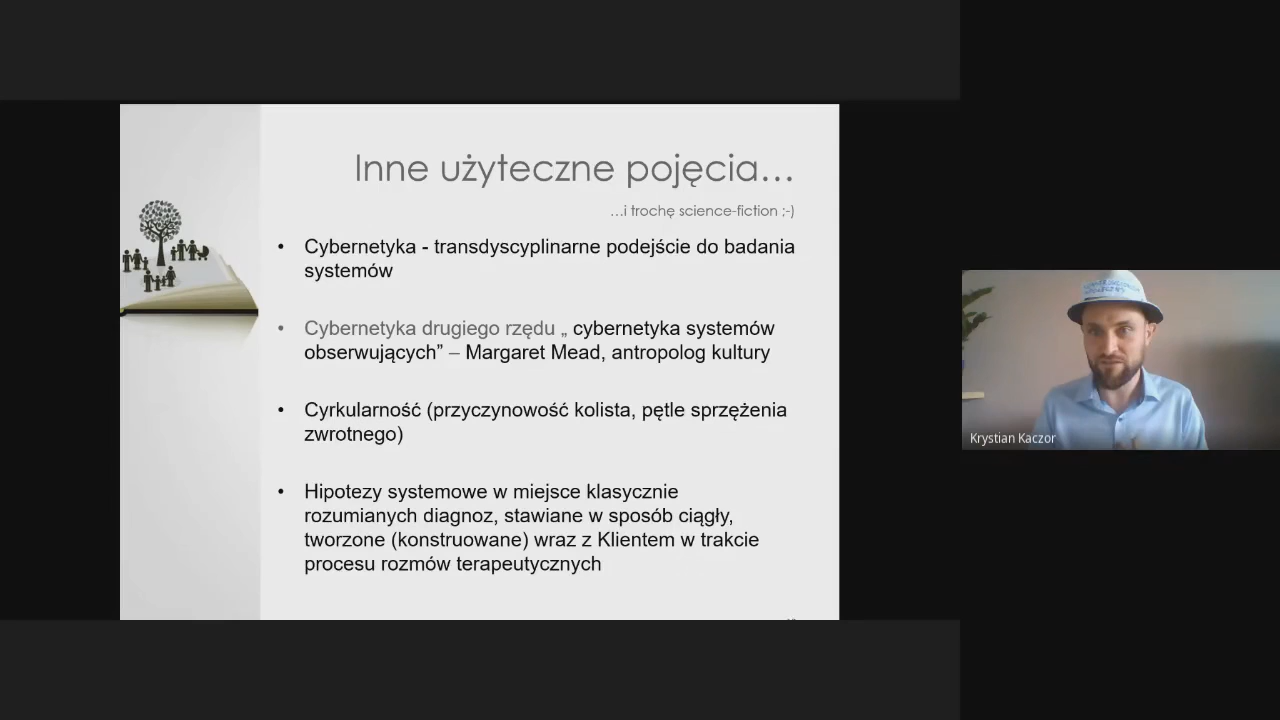 Inne użyteczne pojęcia...
...i trochę science-fiction ;-)
• Cybernetyka - transdyscyplinarne podejście do badania
systemów
• Cybernetyka drugiego rzędu „ cybernetyka systemów
obserwujących” – Margaret Mead, antropolog kultury
• Cyrkularność (przyczynowość kolista, pętle sprzężenia
zwrotnego)
• Hipotezy systemowe w miejsce klasycznie
rozumianych diagnoz, stawiane w sposób ciągły,
tworzone (konstruowane) wraz z Klientem w trakcie
procesu rozmów terapeutycznych
Krystian Kaczor